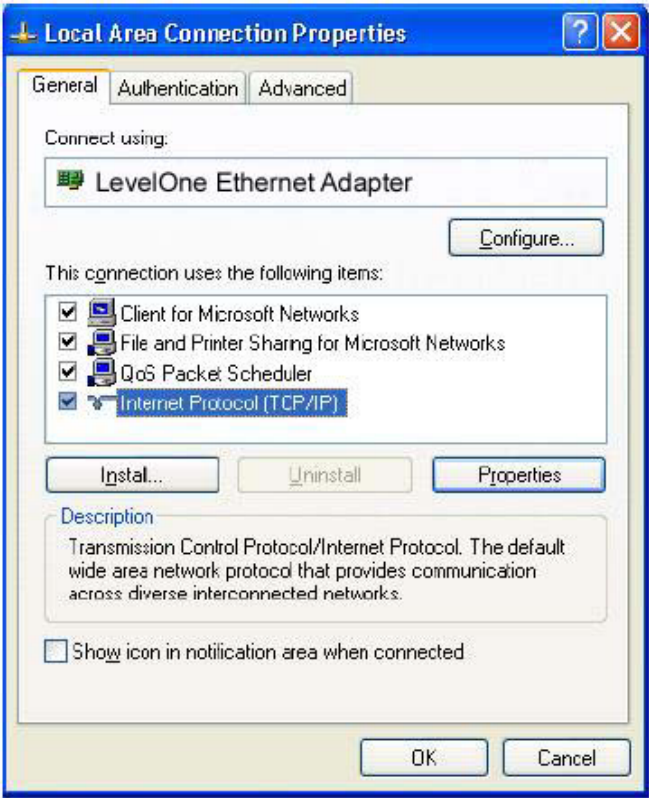 Local Area Connection Properties
General Authentication Advanced
Connect using:
LevelOne Ethernet Adapter
Configure...
This connection uses the following items:
Client for Microsoft Networks
File and Printer Sharing for Microsoft Networks
QoS Packet Scheduler
Internet Protocol (TCP/IP)
Install... Uninstall Properties
Description
Transmission Control Protocol/Internet Protocol. The default
wide area network protocol that provides communication
across diverse interconnected networks.
Show icon in notification area when connected
OK Cancel